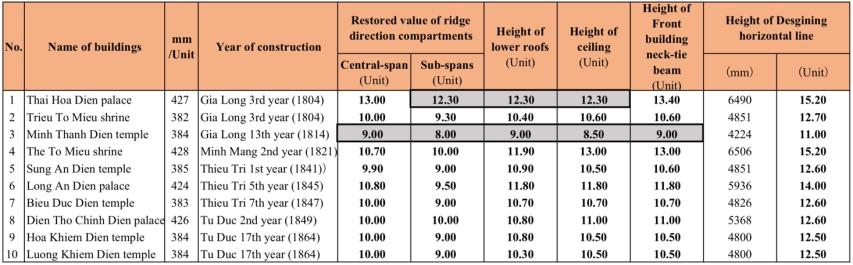 No. | Name of buildings | mm /Unit | Year of construction | Restored value of ridge direction compartments | Height of lower roofs (Unit) | Height of ceiling (Unit) | Height of Front building neck-tie beam (Unit) | Height of Desgining horizontal line
Central-span (Unit) | Sub-spans (Unit) | (mm) | (Unit)
1 | Thai Hoa Dien palace | 427 | Gia Long 3rd year (1804) | 13.00 | 12.30 | 12.30 | 12.30 | 13.40 | 6490 | 15.20
2 | Trieu To Mieu shrine | 382 | Gia Long 3rd year (1804) | 10.00 | 9.30 | 10.40 | 10.60 | 10.60 | 4851 | 12.70
3 | Minh Thanh Dien temple | 384 | Gia Long 13th year (1814) | 9.00 | 8.00 | 9.00 | 8.50 | 9.00 | 4224 | 11.00
4 | The To Mieu shrine | 428 | Minh Mang 2nd year (1821) | 10.70 | 10.00 | 11.90 | 13.00 | 13.00 | 6506 | 15.20
5 | Sung An Dien temple | 385 | Thieu Tri 1st year (1841)) | 9.90 | 9.00 | 10.90 | 10.50 | 10.60 | 4851 | 12.60
6 | Long An Dien palace | 424 | Thieu Tri 5th year (1845) | 10.80 | 9.50 | 11.80 | 11.80 | 11.80 | 5936 | 14.00
7 | Bieu Duc Dien temple | 383 | Thieu Tri 7th year (1847) | 10.00 | 9.00 | 10.70 | 10.70 | 10.70 | 4826 | 12.60
8 | Dien Tho Chinh Dien palace | 426 | Tu Duc 2nd year (1849) | 10.00 | 10.00 | 10.80 | 11.00 | 11.00 | 5368 | 12.60
9 | Hoa Khiem Dien temple | 384 | Tu Duc 17th year (1864) | 10.00 | 9.00 | 10.80 | 10.50 | 10.50 | 4800 | 12.50
10 | Luong Khiem Dien temple | 384 | Tu Duc 17th year (1864) | 10.00 | 9.00 | 10.30 | 10.50 | 10.50 | 4800 | 12.50